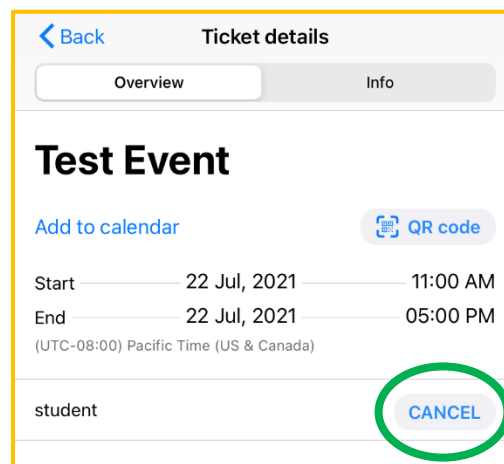 Back Ticket details
Overview Info
Test Event
Add to calendar QR code
Start 22 Jul, 2021 11:00 AM
End 22 Jul, 2021 05:00 PM
(UTC-08:00) Pacific Time (US & Canada)
student CANCEL